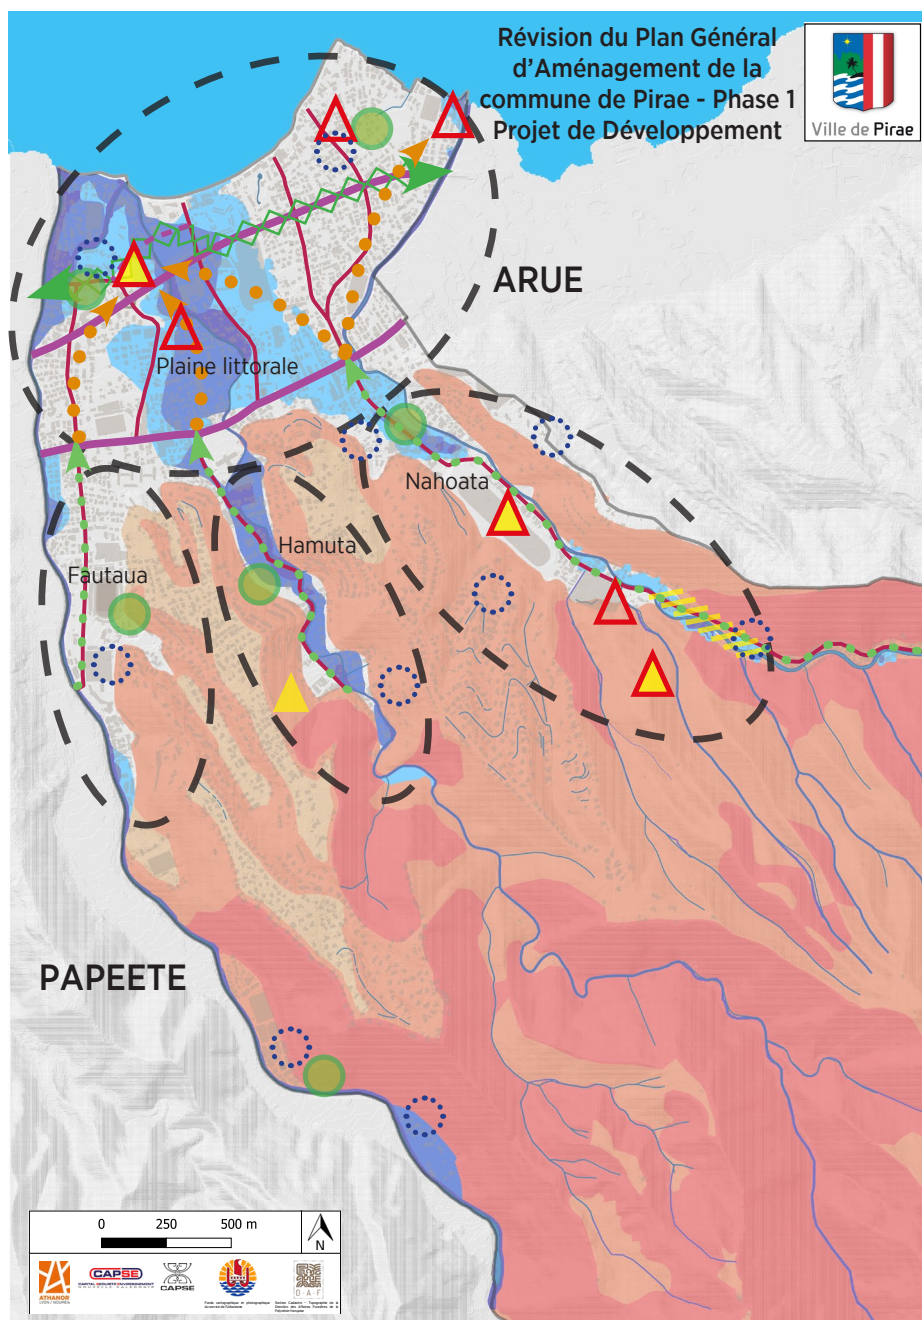 Révision du Plan Général
d'Aménagement de la
commune de Pirae - Phase 1
Projet de Développement
Ville de Pirae
ARUE
Plaine littorale
Nahoata
Hamuta
Fautaua
PAPEETE
0 250 500 m
N
ATHANOR
CAPSE
CAPSE
D·A·F